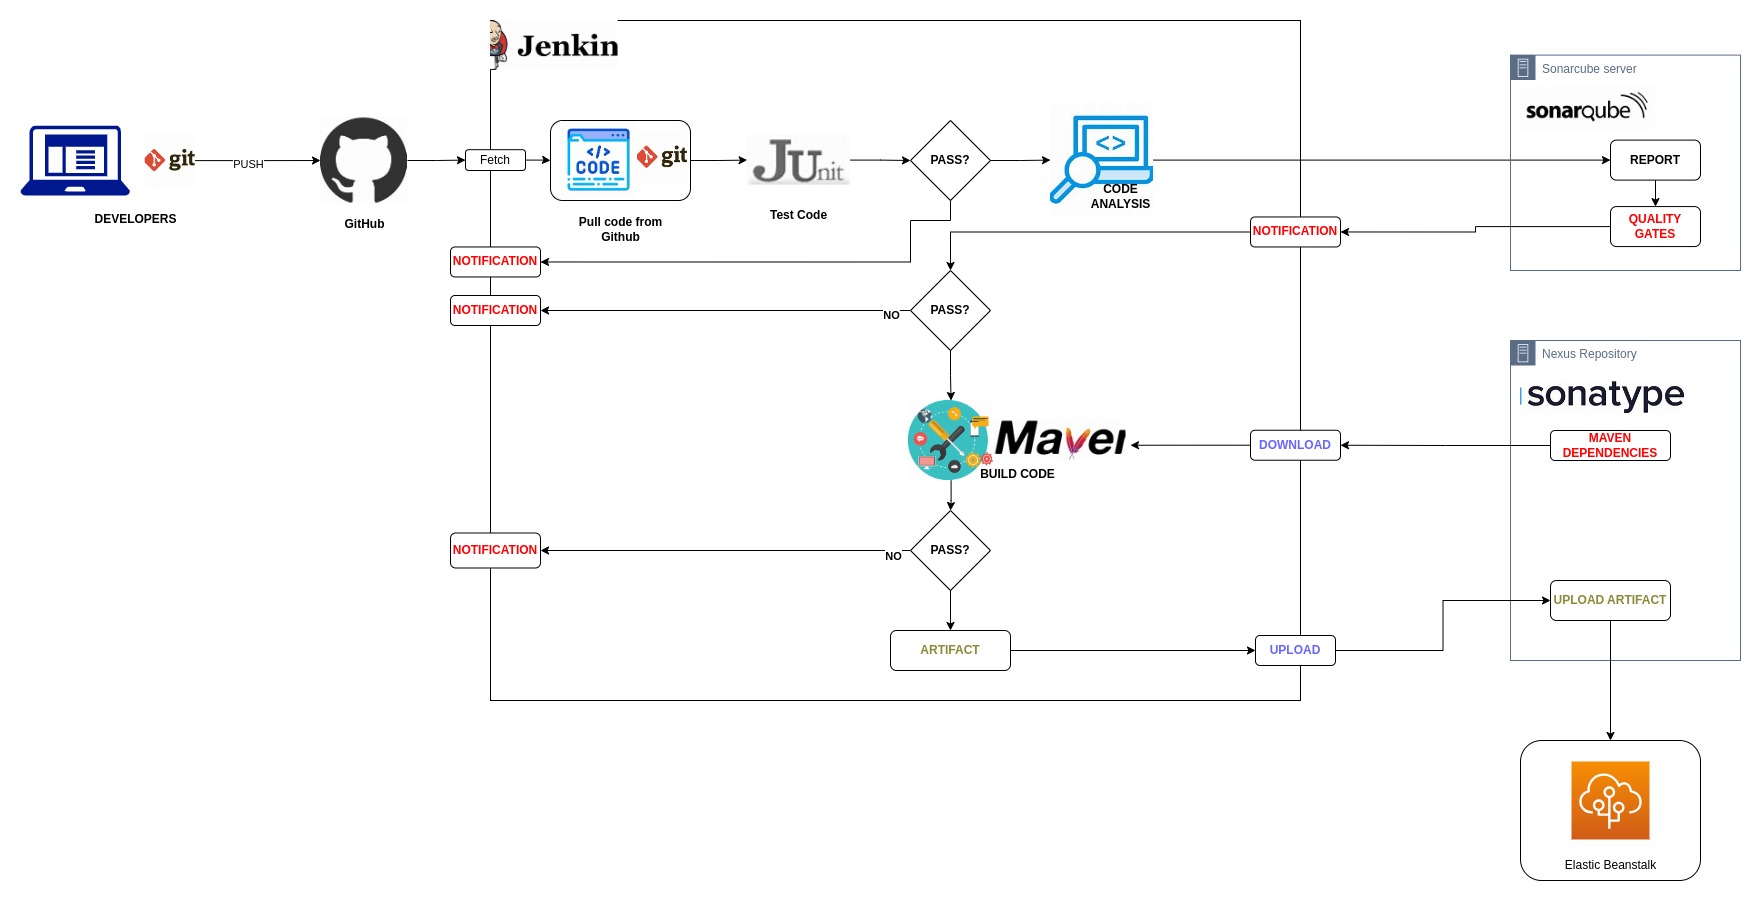 Jenkin
Sonarcube server
sonarqube
git
PUSH
Fetch
</>
CODE
git
JUnit
PASS?
<>
REPORT
DEVELOPERS
GitHub
Pull code from
Github
Test Code
CODE
ANALYSIS
QUALITY
GATES
NOTIFICATION
NOTIFICATION
NOTIFICATION
NO
PASS?
Nexus Repository
sonatype
Maven
BUILD CODE
DOWNLOAD
MAVEN
DEPENDENCIES
NOTIFICATION
NO
PASS?
UPLOAD ARTIFACT
ARTIFACT
UPLOAD
Elastic Beanstalk